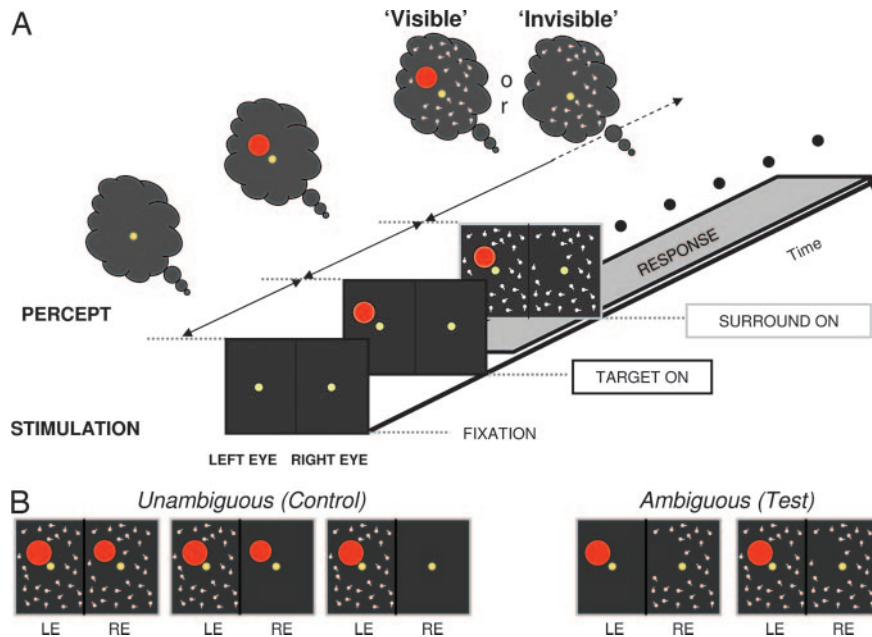 A
'Visible'
'Invisible'
o
r
PERCEPT
RESPONSE
Time
SURROUND ON
TARGET ON
STIMULATION
FIXATION
LEFT EYE RIGHT EYE
B
Unambiguous (Control)
Ambiguous (Test)
LE RE LE RE LE RE LE RE LE RE